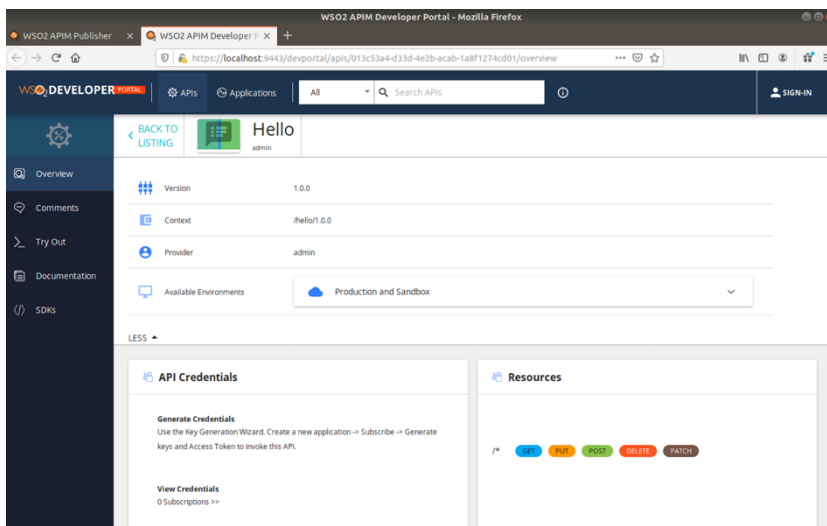 WSO2 APIM Developer Portal - Mozilla Firefox
WSO2 APIM Publisher
WSO2 APIM Developer P
https://localhost:9443/devportal/apis/013c53a4-d33d-4e2b-acab-1a8f1274cd01/overview
WSO2 DEVELOPER PORTAL
APIs
Applications
All
Search APIs
SIGN-IN
BACK TO
LISTING
Hello
admin
Overview
Comments
Try Out
Documentation
SDKs
Version 1.0.0
Context /hello/1.0.0
Provider admin
Available Environments Production and Sandbox
LESS
API Credentials
Generate Credentials
Use the Key Generation Wizard. Create a new application -> Subscribe -> Generate
keys and Access Token to invoke this API.
View Credentials
0 Subscriptions >>
Resources
/* GET PUT POST DELETE PATCH